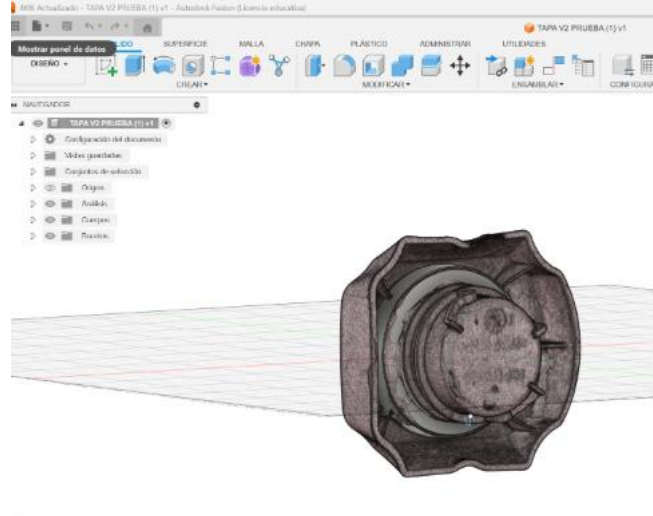 Actualizado - TAPA V2 PRUEBA (1) v1 - Autodesk Fusion (Licencia educativa)
TAPA V2 PRUEBA (1) v1
Mostrar panel de datos
SUPERFICIE MALLA CHAPA PLÁSTICO ADMINISTRAR UTILIDADES
DISEÑO
CREAR MODIFICAR ENSAMBLAR
NAVEGADOR
TAPA V2 PRUEBA (1) v1
Configuración del documento
Vistas guardadas
Conjuntos de selección
Origen
Análisis
Cuerpos
Bocetos